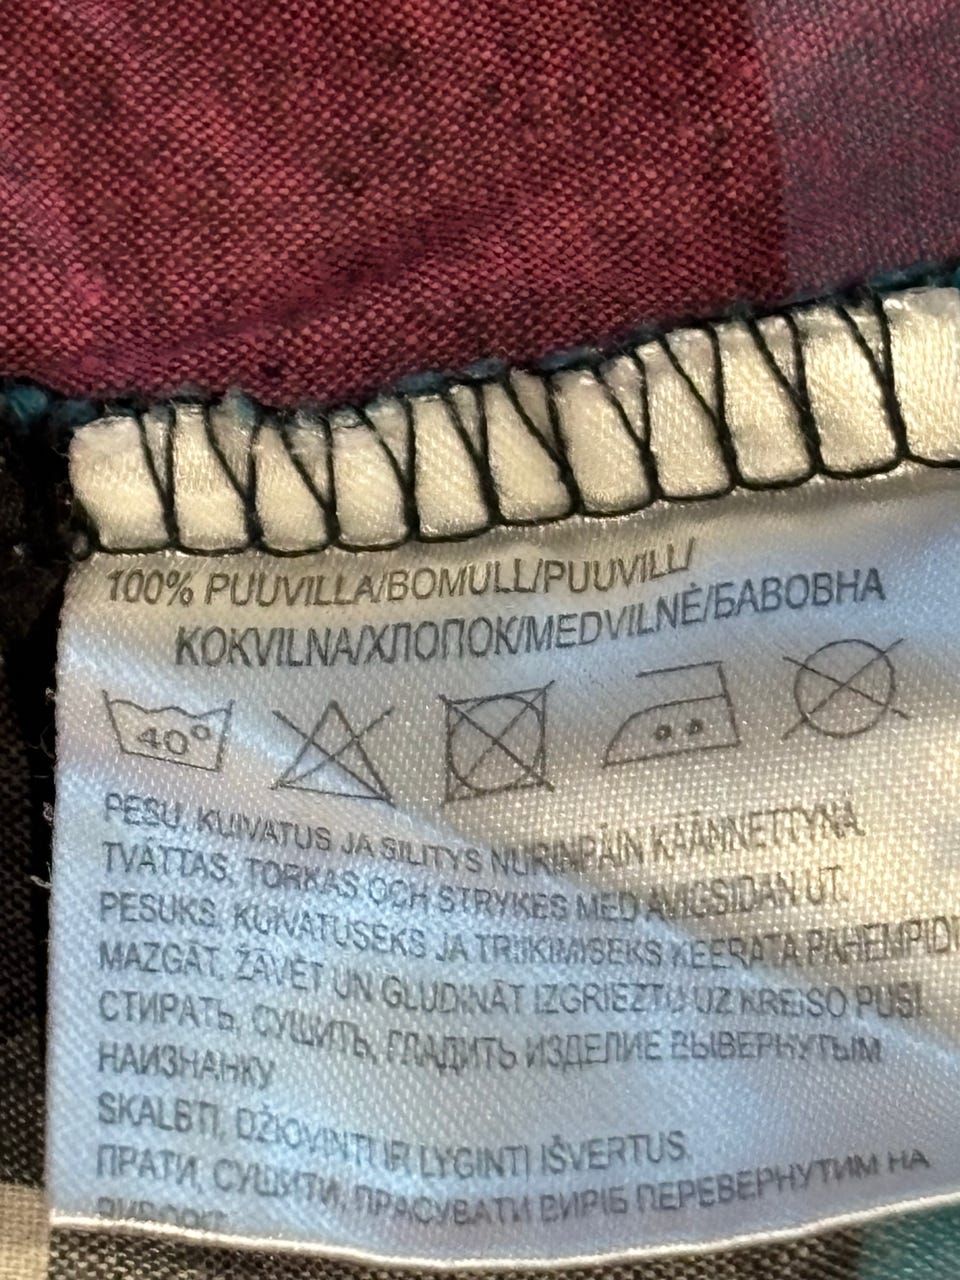 100% PUUVILLA/BOMULL/PUUVILL/
KOKVILNA/ХЛОПОК/MEDVILNĖ/БАВОВНА
40°
PESU, KUIVATUS JA SILITYS NURINPÄIN KÄÄNNETTYNÄ.
TVÄTTAS, TORKAS OCH STRYKES MED AVIGSIDAN UT.
PESUKS, KUIVATUSEKS JA TRIIKIMISEKS KEERATA PAHEMPIDI
MAZGĀT, ŽĀVĒT UN GLUDINĀT IZGRIEZTU UZ KREISO PUSI.
СТИРАТЬ, СУШИТЬ, ГЛАДИТЬ ИЗДЕЛИЕ ВЫВЕРНУТЫМ
НАИЗНАНКУ
SKALBTI, DŽIOVINTI IR LYGINTI IŠVERTUS.
ПРАТИ, СУШИТИ, ПРАСУВАТИ ВИРІБ ПЕРЕВЕРНУТИМ НА